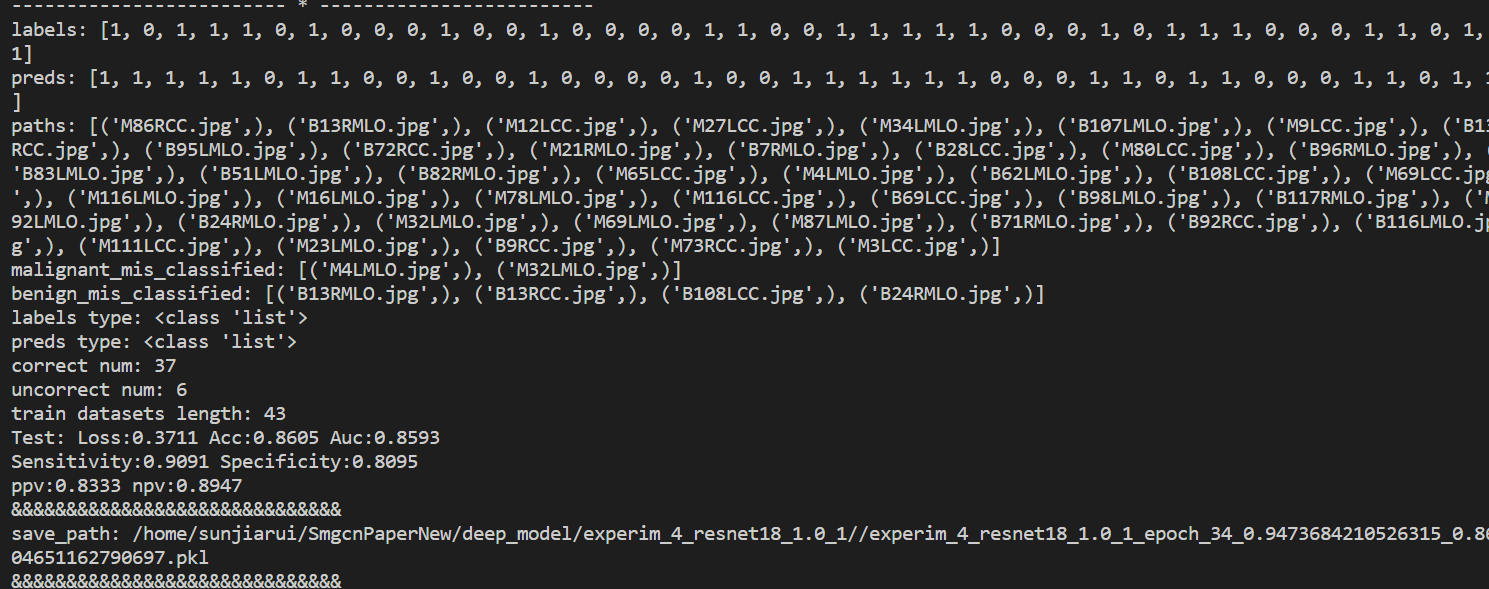 ------------------------- * -------------------------
labels: [1, 0, 1, 1, 1, 0, 1, 0, 0, 0, 1, 0, 0, 1, 0, 0, 0, 0, 1, 1, 0, 0, 1, 1, 1, 1, 1, 0, 0, 0, 1, 0, 1, 1, 1, 0, 0, 0, 1, 1, 0, 1,
1]
preds: [1, 1, 1, 1, 1, 0, 1, 1, 0, 0, 1, 0, 0, 1, 0, 0, 0, 0, 1, 0, 0, 1, 1, 1, 1, 1, 1, 0, 0, 0, 1, 1, 0, 1, 1, 0, 0, 0, 1, 1, 0, 1,
]
paths: [('M86RCC.jpg',), ('B13RMLO.jpg',), ('M12LCC.jpg',), ('M27LCC.jpg',), ('M34LMLO.jpg',), ('B107LMLO.jpg',), ('M9LCC.jpg',), ('B13
RCC.jpg',), ('B95LMLO.jpg',), ('B72RCC.jpg',), ('M21RMLO.jpg',), ('B7RMLO.jpg',), ('B28LCC.jpg',), ('M80LCC.jpg',), ('B96RMLO.jpg',), (
'B83LMLO.jpg',), ('B51LMLO.jpg',), ('B82RMLO.jpg',), ('M65LCC.jpg',), ('M4LMLO.jpg',), ('B62LMLO.jpg',), ('B108LCC.jpg',), ('M69LCC.jpg
',), ('M116LMLO.jpg',), ('M16LMLO.jpg',), ('M78LMLO.jpg',), ('M116LCC.jpg',), ('B69LCC.jpg',), ('B98LMLO.jpg',), ('B117RMLO.jpg',), ('M
92LMLO.jpg',), ('B24RMLO.jpg',), ('M32LMLO.jpg',), ('M69LMLO.jpg',), ('M87LMLO.jpg',), ('B71RMLO.jpg',), ('B92RCC.jpg',), ('B116LMLO.jp
g',), ('M111LCC.jpg',), ('M23LMLO.jpg',), ('B9RCC.jpg',), ('M73RCC.jpg',), ('M3LCC.jpg',)]
malignant_mis_classified: [('M4LMLO.jpg',), ('M32LMLO.jpg',)]
benign_mis_classified: [('B13RMLO.jpg',), ('B13RCC.jpg',), ('B108LCC.jpg',), ('B24RMLO.jpg',)]
labels type: <class 'list'>
preds type: <class 'list'>
correct num: 37
uncorrect num: 6
train datasets length: 43
Test: Loss:0.3711 Acc:0.8605 Auc:0.8593
Sensitivity:0.9091 Specificity:0.8095
ppv:0.8333 npv:0.8947
&&&&&&&&&&&&&&&&&&&&&&&&&&&&&&
save_path: /home/sunjiarui/SmgcnPaperNew/deep_model/experim_4_resnet18_1.0_1//experim_4_resnet18_1.0_1_epoch_34_0.9473684210526315_0.86
04651162790697.pkl
&&&&&&&&&&&&&&&&&&&&&&&&&&&&&&